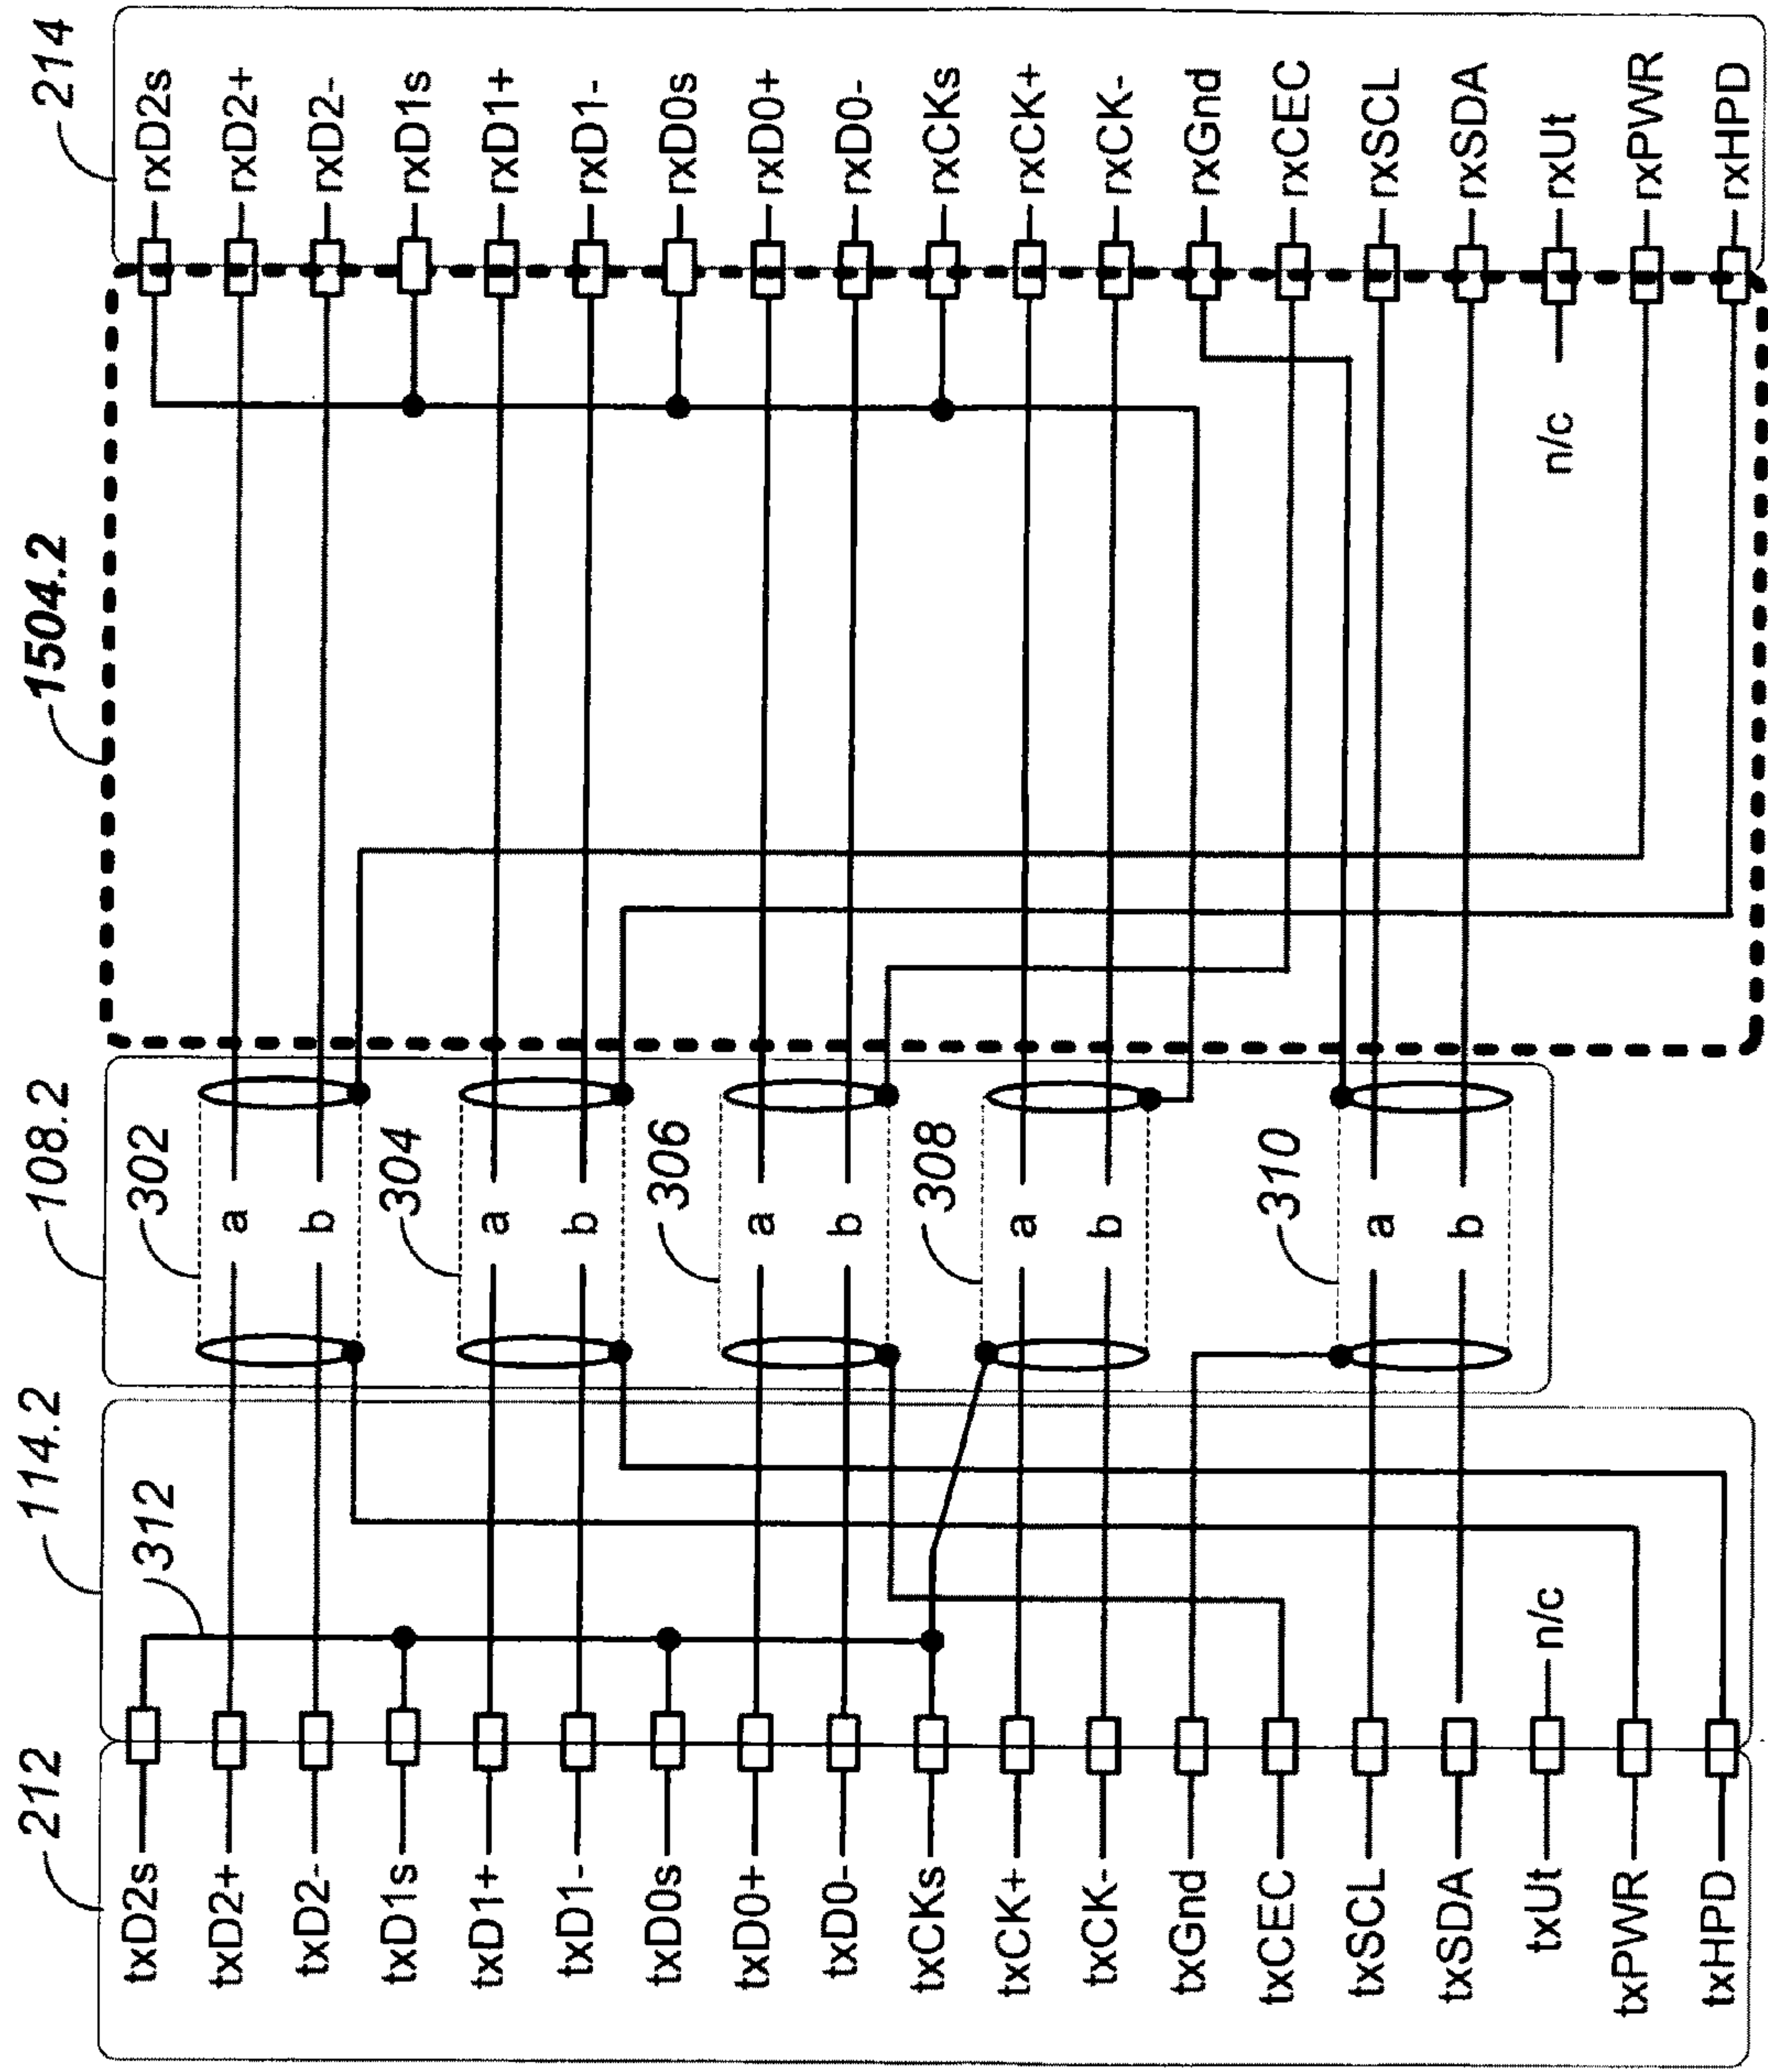 212
114.2
108.2
1504.2
214
312
302
304
306
308
310
txD2s
txD2+
txD2-
txD1s
txD1+
txD1-
txD0s
txD0+
txD0-
txCKs
txCK+
txCK-
txGnd
txCEC
txSCL
txSDA
txUt
txPWR
txHPD
n/c
a
b
a
b
a
b
a
b
a
b
n/c
rxD2s
rxD2+
rxD2-
rxD1s
rxD1+
rxD1-
rxD0s
rxD0+
rxD0-
rxCKs
rxCK+
rxCK-
rxGnd
rxCEC
rxSCL
rxSDA
rxUt
rxPWR
rxHPD